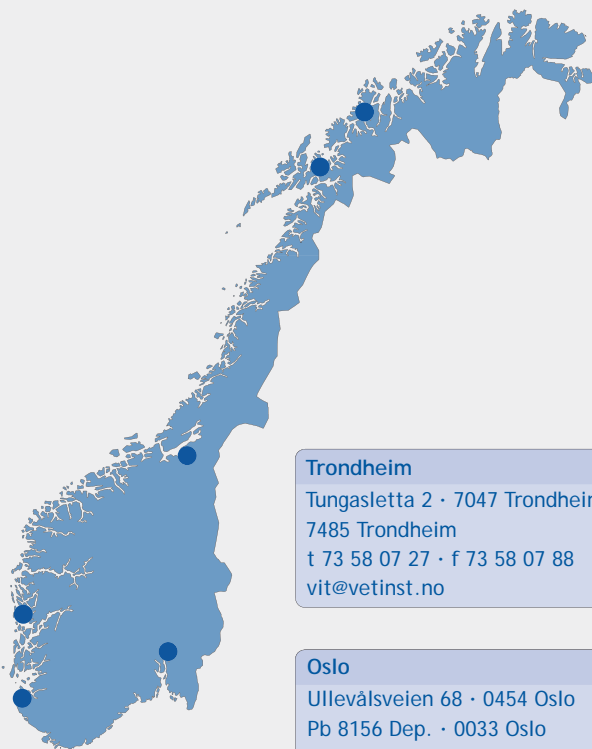 Trondheim
Tungasletta 2 · 7047 Trondheim
7485 Trondheim
t 73 58 07 27 · f 73 58 07 88
vit@vetinst.no
Oslo
Ullevålsveien 68 · 0454 Oslo
Pb 8156 Dep. · 0033 Oslo